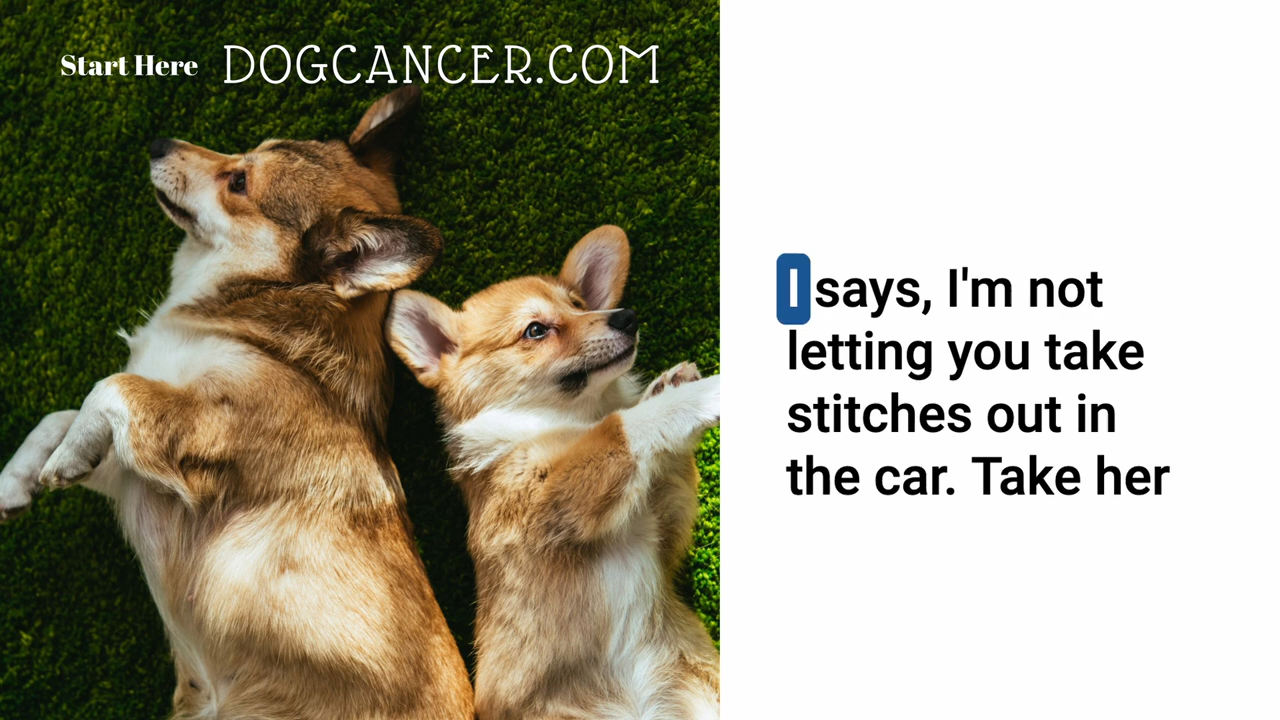 Start Here DOGCANCER.COM
I says, I'm not
letting you take
stitches out in
the car. Take her